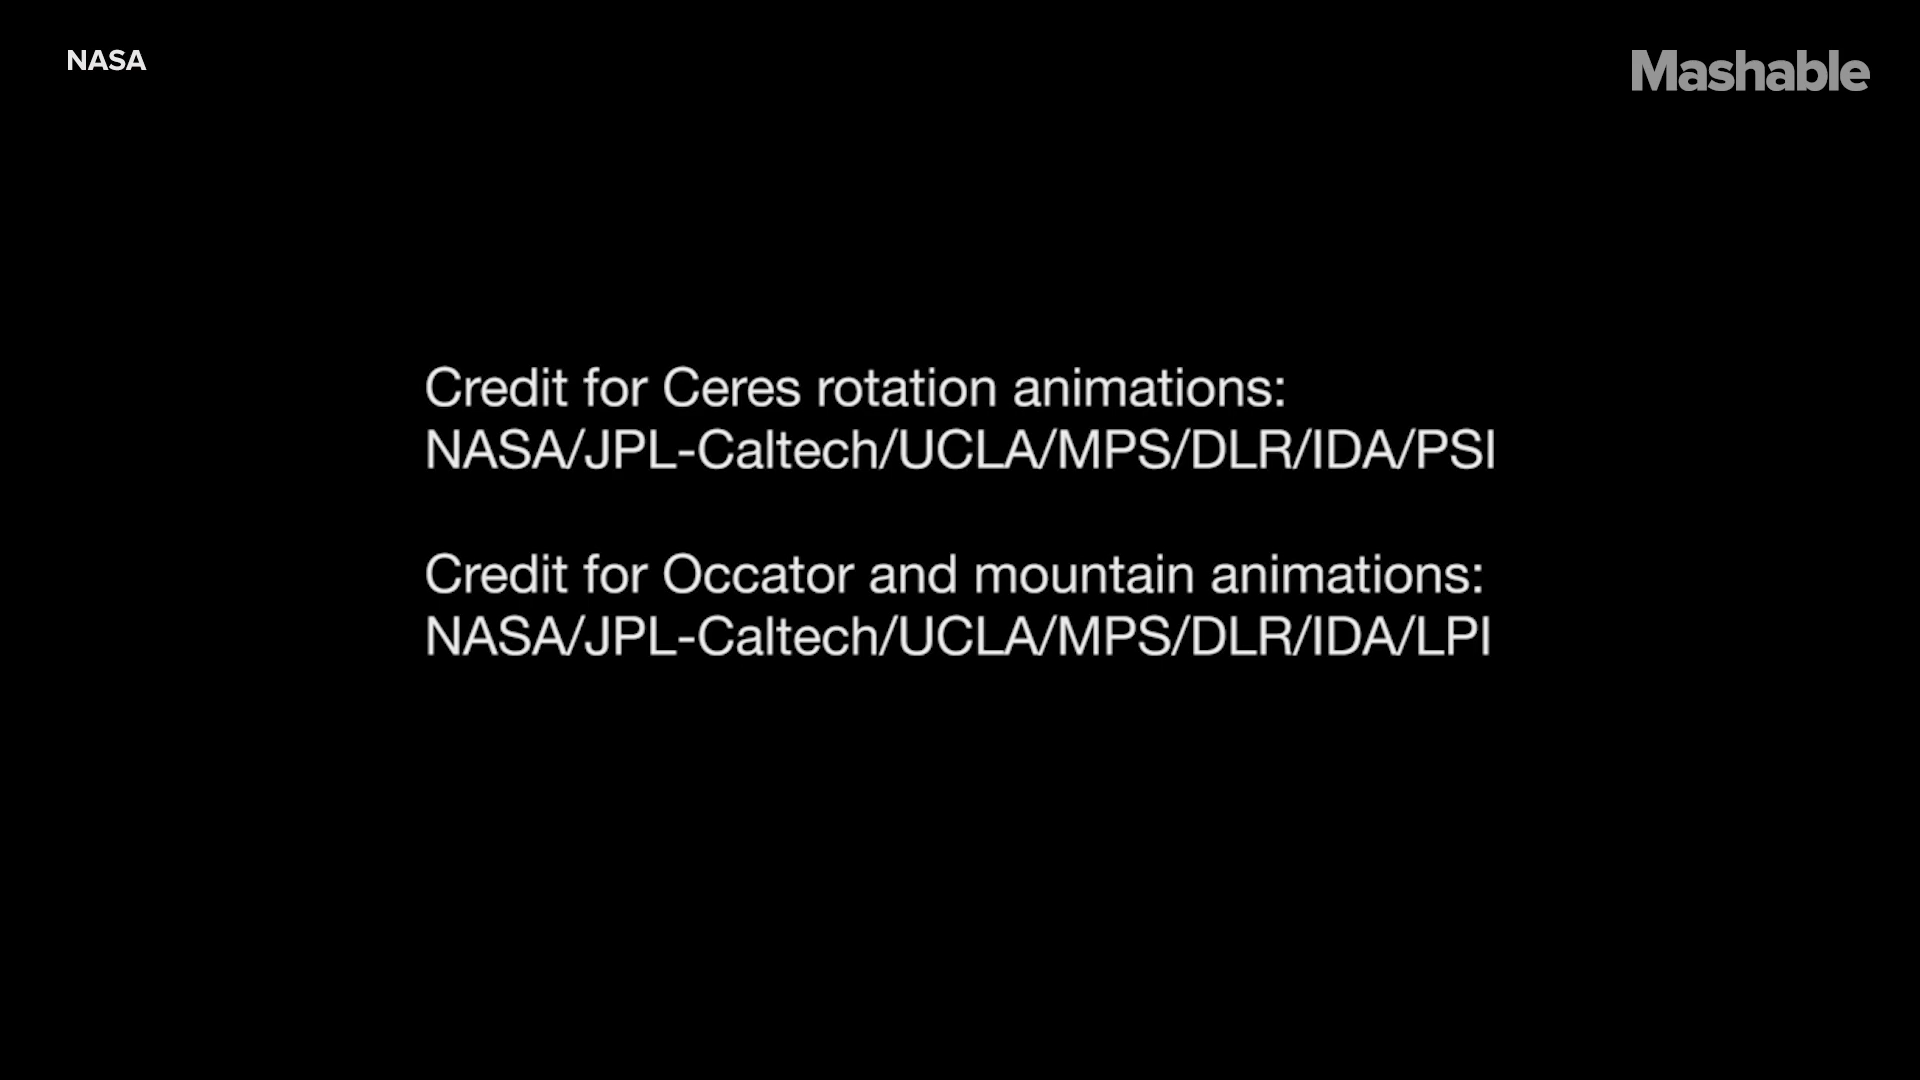 NASA
Mashable
Credit for Ceres rotation animations:
NASA/JPL-Caltech/UCLA/MPS/DLR/IDA/PSI
Credit for Occator and mountain animations:
NASA/JPL-Caltech/UCLA/MPS/DLR/IDA/LPI